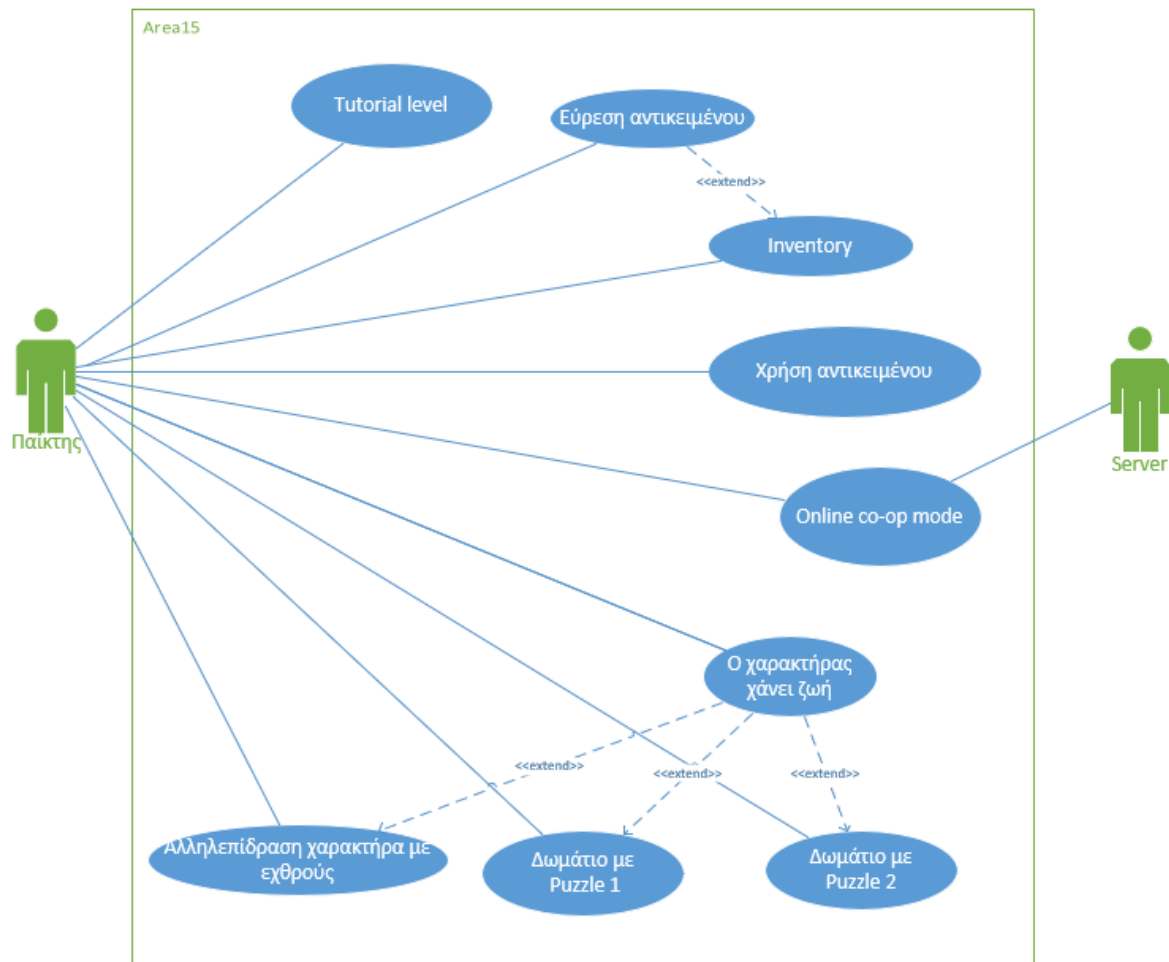 Area15
Tutorial level
Εύρεση αντικειμένου
<<extend>>
Inventory
Χρήση αντικειμένου
Παίκτης
Server
Online co-op mode
Ο χαρακτήρας
χάνει ζωή
<<extend>>
<<extend>>
<<extend>>
Αλληλεπίδραση χαρακτήρα με
εχθρούς
Δωμάτιο με
Puzzle 1
Δωμάτιο με
Puzzle 2